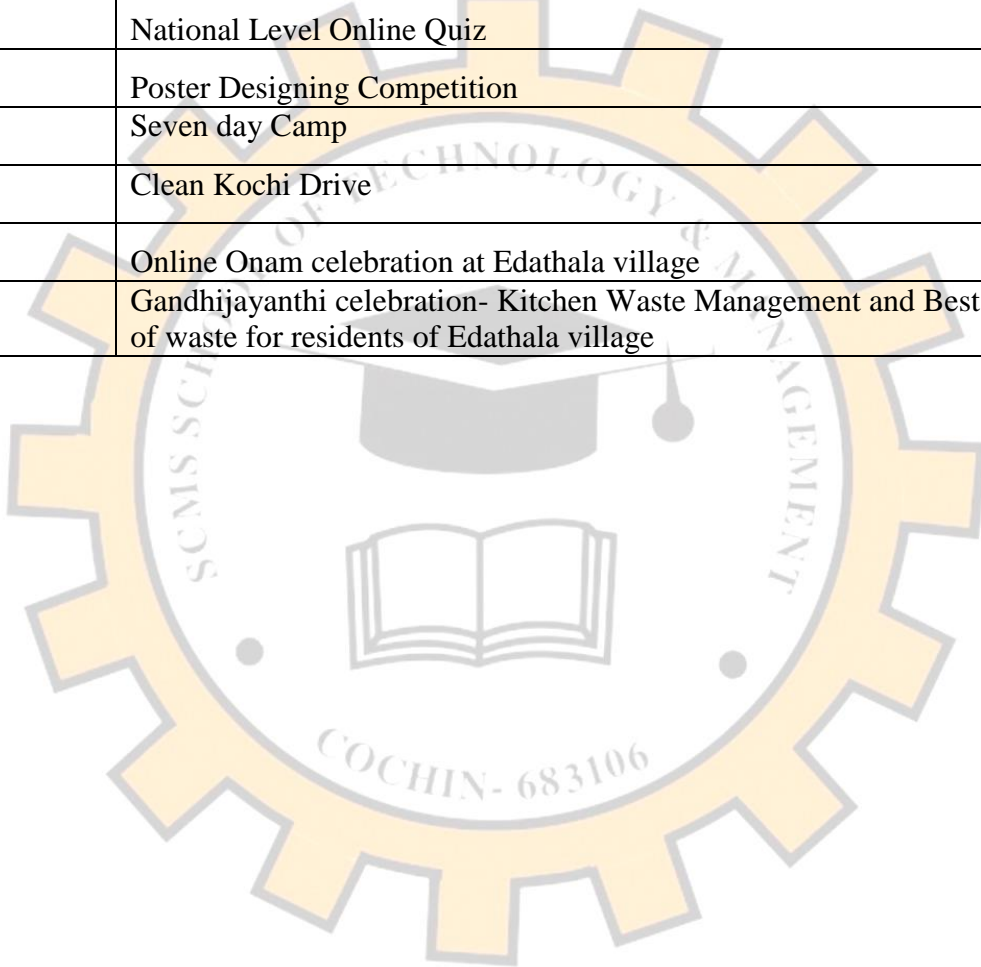 National Level Online Quiz
Poster Designing Competition
Seven day Camp
Clean Kochi Drive
Online Onam celebration at Edathala village
Gandhijayanthi celebration- Kitchen Waste Management and Best
of waste for residents of Edathala village
SCMS SCHOOL OF TECHNOLOGY & MANAGEMENT
COCHIN- 683106